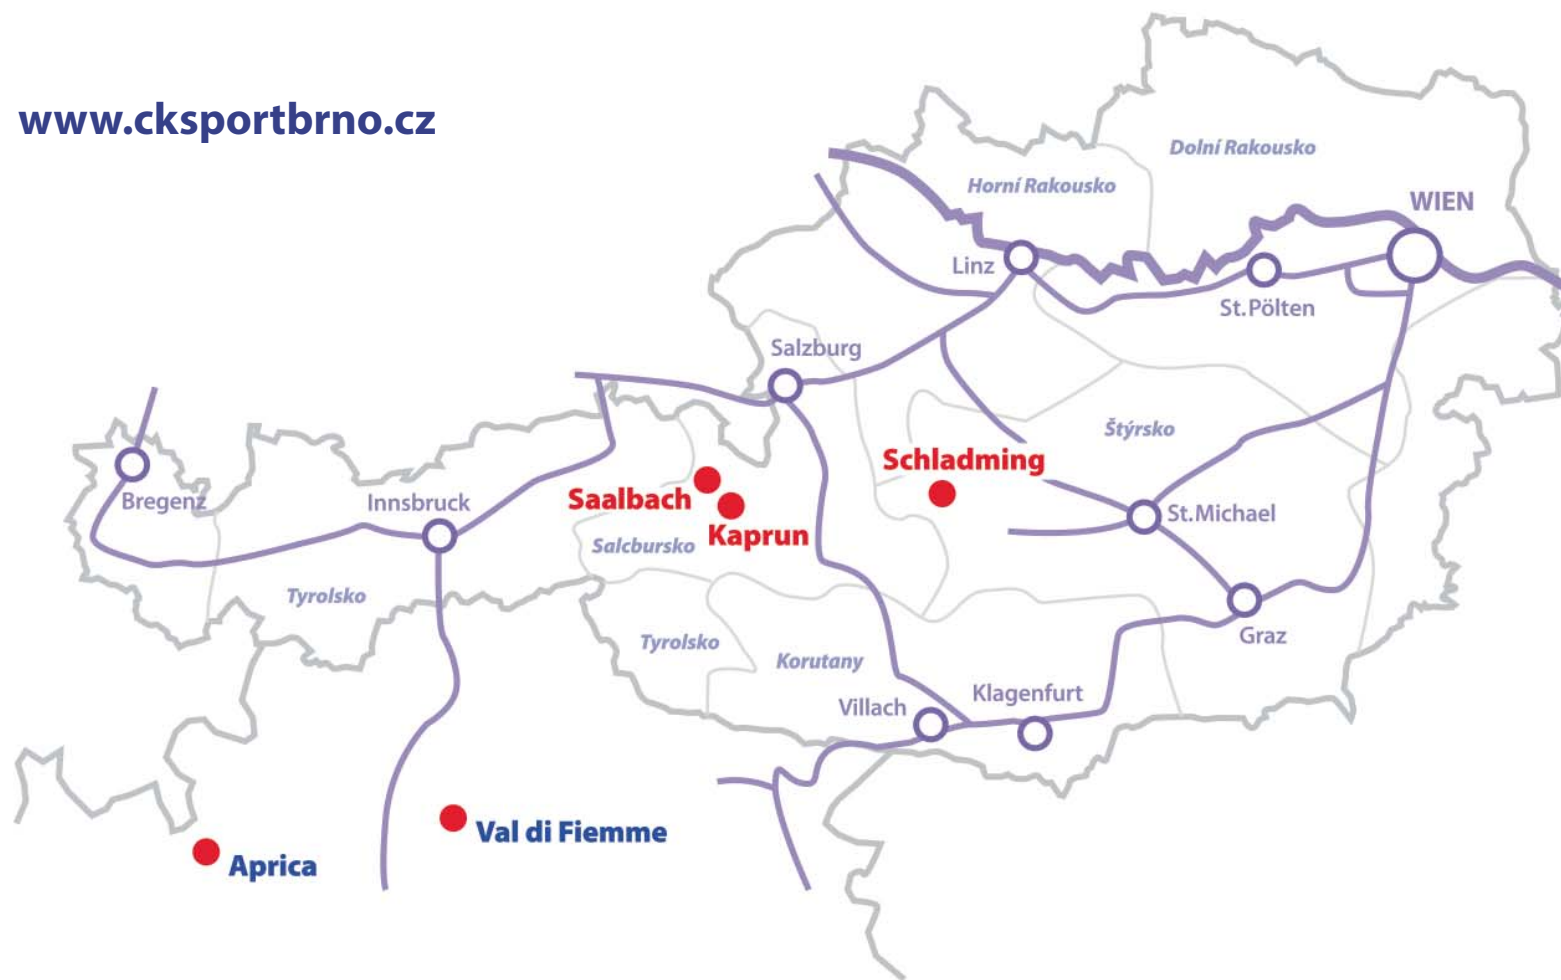 www.cksportbrno.cz
Dolní Rakousko
Horní Rakousko
WIEN
Linz
St.Pölten
Salzburg
Štýrsko
Schladming
Saalbach
Bregenz
Innsbruck
St.Michael
Kaprun
Salcbursko
Tyrolsko
Graz
Tyrolsko
Korutany
Klagenfurt
Villach
Val di Fiemme
Aprica